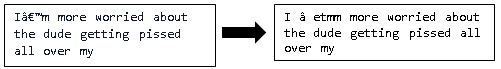 Iâ€™m more worried about
the dude getting pissed
all over my
I â etmm more worried about
the dude getting pissed all
over my